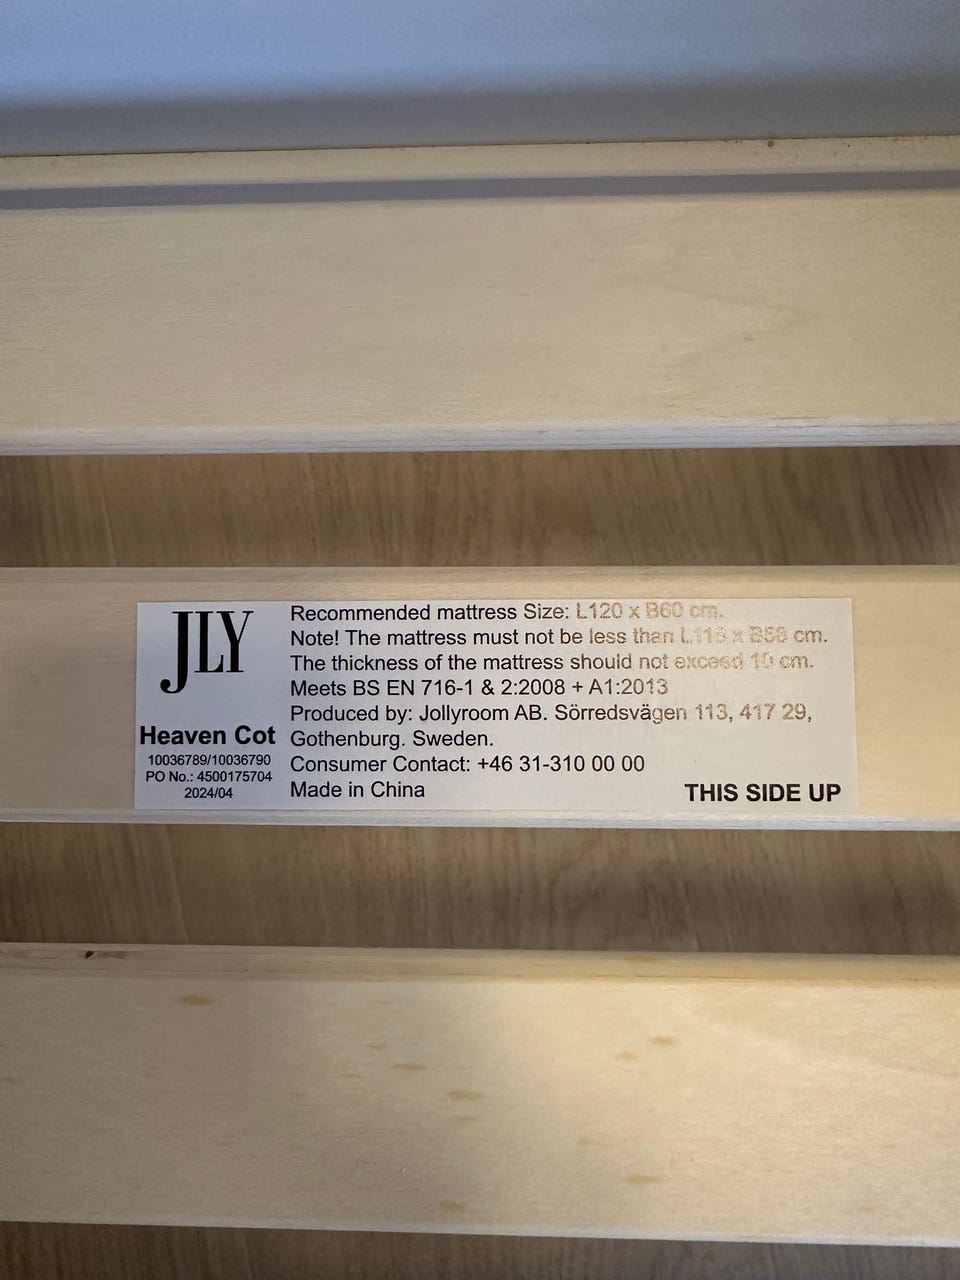 JLY
Heaven Cot
10036789/10036790
PO No.: 4500175704
2024/04
Recommended mattress Size: L120 x B60 cm.
Note! The mattress must not be less than L118 x B58 cm.
The thickness of the mattress should not exceed 10 cm.
Meets BS EN 716-1 & 2:2008 + A1:2013
Produced by: Jollyroom AB. Sörredsvägen 113, 417 29,
Gothenburg. Sweden.
Consumer Contact: +46 31-310 00 00
Made in China
THIS SIDE UP